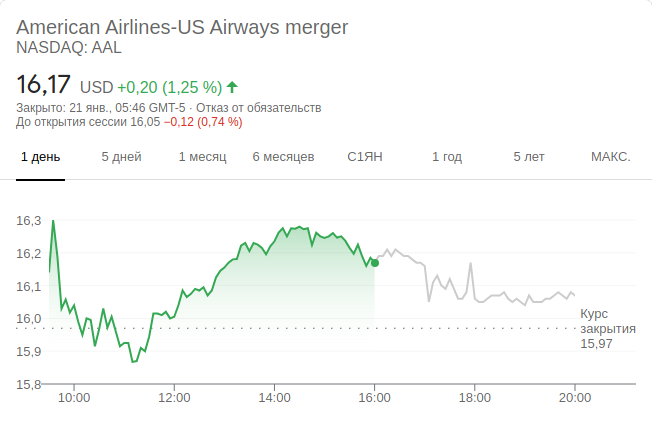 American Airlines-US Airways merger
NASDAQ: AAL
16,17 USD +0,20 (1,25 %)
Закрыто: 21 янв., 05:46 GMT-5 · Отказ от обязательств
До открытия сессии 16,05 −0,12 (0,74 %)
1 день 5 дней 1 месяц 6 месяцев С1ЯН 1 год 5 лет МАКС.
16,3
16,2
16,1
16,0
15,9
15,8
Курс
закрытия
15,97
10:00 12:00 14:00 16:00 18:00 20:00